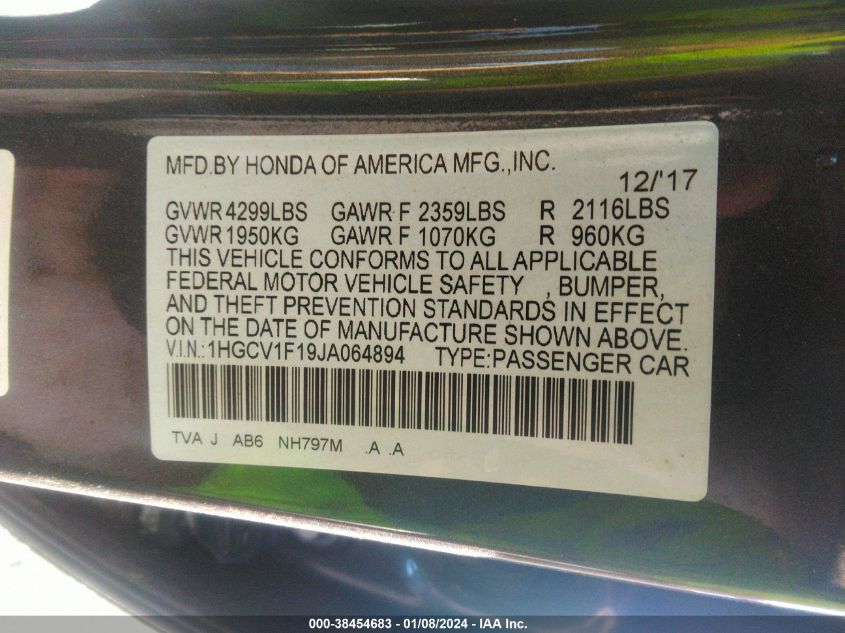 MFD.BY HONDA OF AMERICA MFG.,INC.
12/'17
GVWR 4299LBS GAWR F 2359LBS R 2116LBS
GVWR 1950KG GAWR F 1070KG R 960KG
THIS VEHICLE CONFORMS TO ALL APPLICABLE
FEDERAL MOTOR VEHICLE SAFETY , BUMPER,
AND THEFT PREVENTION STANDARDS IN EFFECT
ON THE DATE OF MANUFACTURE SHOWN ABOVE.
V.I.N.:1HGCV1F19JA064894 TYPE:PASSENGER CAR
TVA J AB6 NH797M .A .A
000-38454683 - 01/08/2024 - IAA Inc.